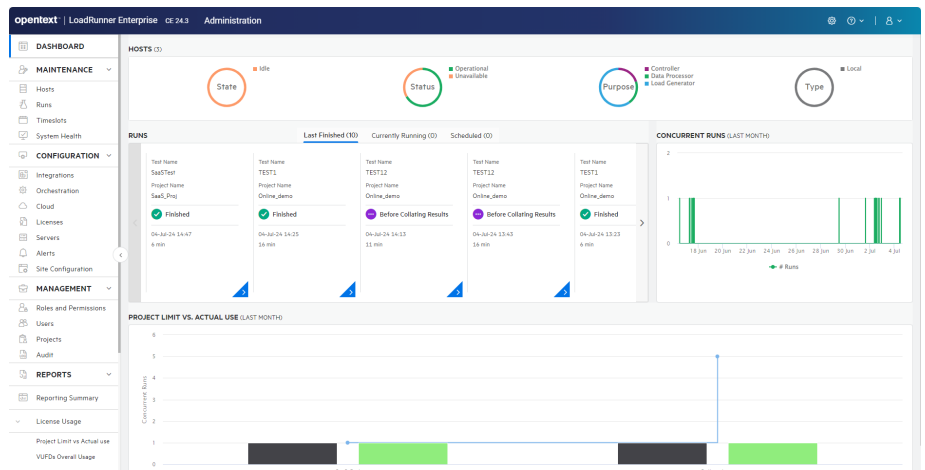 opentext™ | LoadRunner Enterprise CE 24.3 Administration
DASHBOARD
MAINTENANCE
Hosts
Runs
Timeslots
System Health
CONFIGURATION
Integrations
Orchestration
Cloud
Licenses
Servers
Alerts
Site Configuration
MANAGEMENT
Roles and Permissions
Users
Projects
Audit
REPORTS
Reporting Summary
License Usage
Project Limit vs Actual use
VUFDs Overall Usage
HOSTS (3)
State
Idle
Status
Operational
Unavailable
Purpose
Controller
Data Processor
Load Generator
Type
Local
RUNS
Last Finished (10) Currently Running (0) Scheduled (0)
Test Name
SaaSTest
Project Name
SaaS_Proj
Finished
04-Jul-24 14:47
6 min
Test Name
TEST1
Project Name
Online_demo
Finished
04-Jul-24 14:25
16 min
Test Name
TEST12
Project Name
Online_demo
Before Collating Results
04-Jul-24 14:13
11 min
Test Name
TEST12
Project Name
Online_demo
Before Collating Results
04-Jul-24 13:43
16 min
Test Name
TEST1
Project Name
Online_demo
Finished
04-Jul-24 13:23
6 min
CONCURRENT RUNS (LAST MONTH)
2
1
0
18 Jun 20 Jun 22 Jun 24 Jun 26 Jun 28 Jun 30 Jun 2 Jul 4 Jul
# Runs
PROJECT LIMIT VS. ACTUAL USE (LAST MONTH)
Concurrent Runs
6
5
4
3
2
1
0